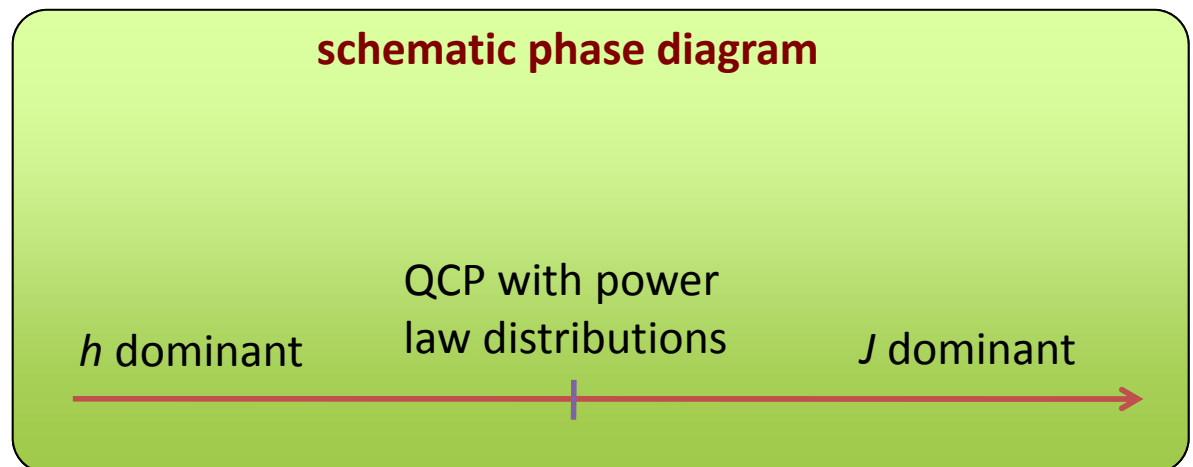 schematic phase diagram
QCP with power
law distributions
h dominant
J dominant